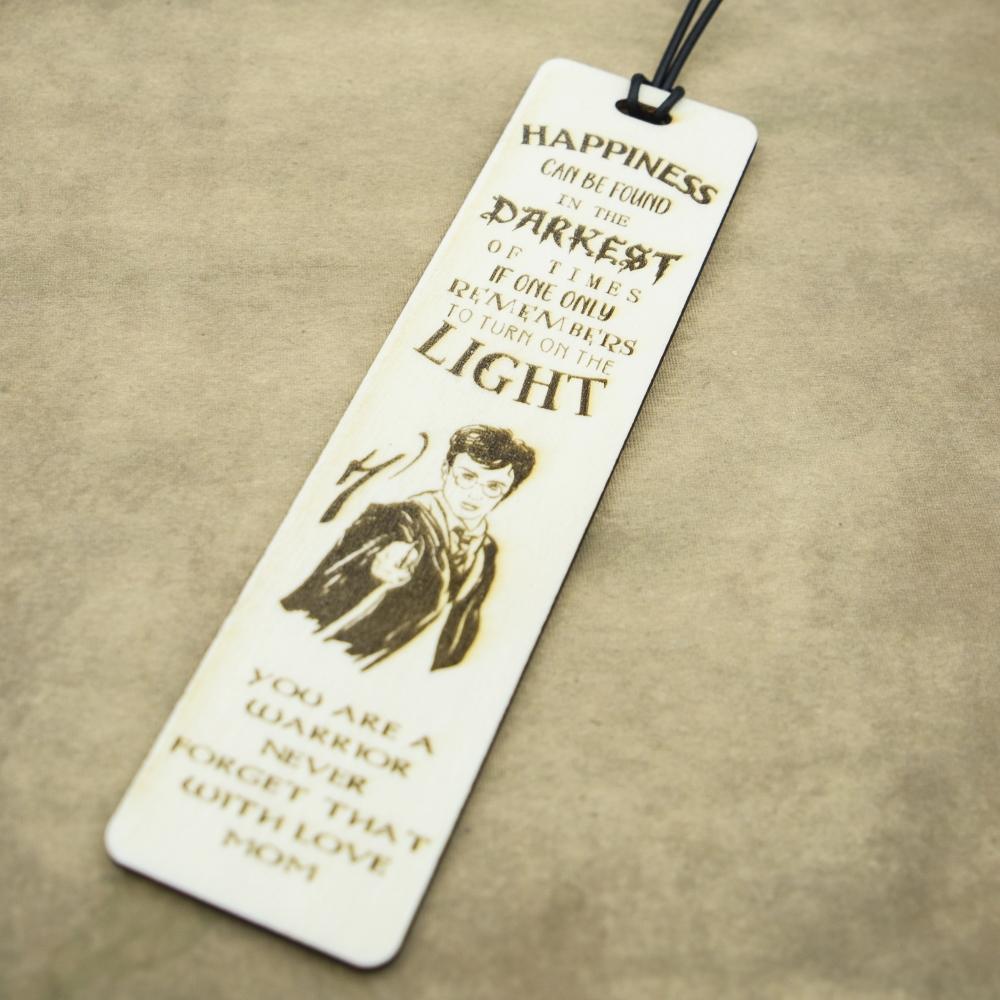 HAPPINESS
CAN BE FOUND
IN THE
DARKEST
OF TIMES
IF ONE ONLY
REMEMBERS
TO TURN ON THE
LIGHT
YOU ARE A
WARRIOR
NEVER
FORGET THAT
WITH LOVE
MOM